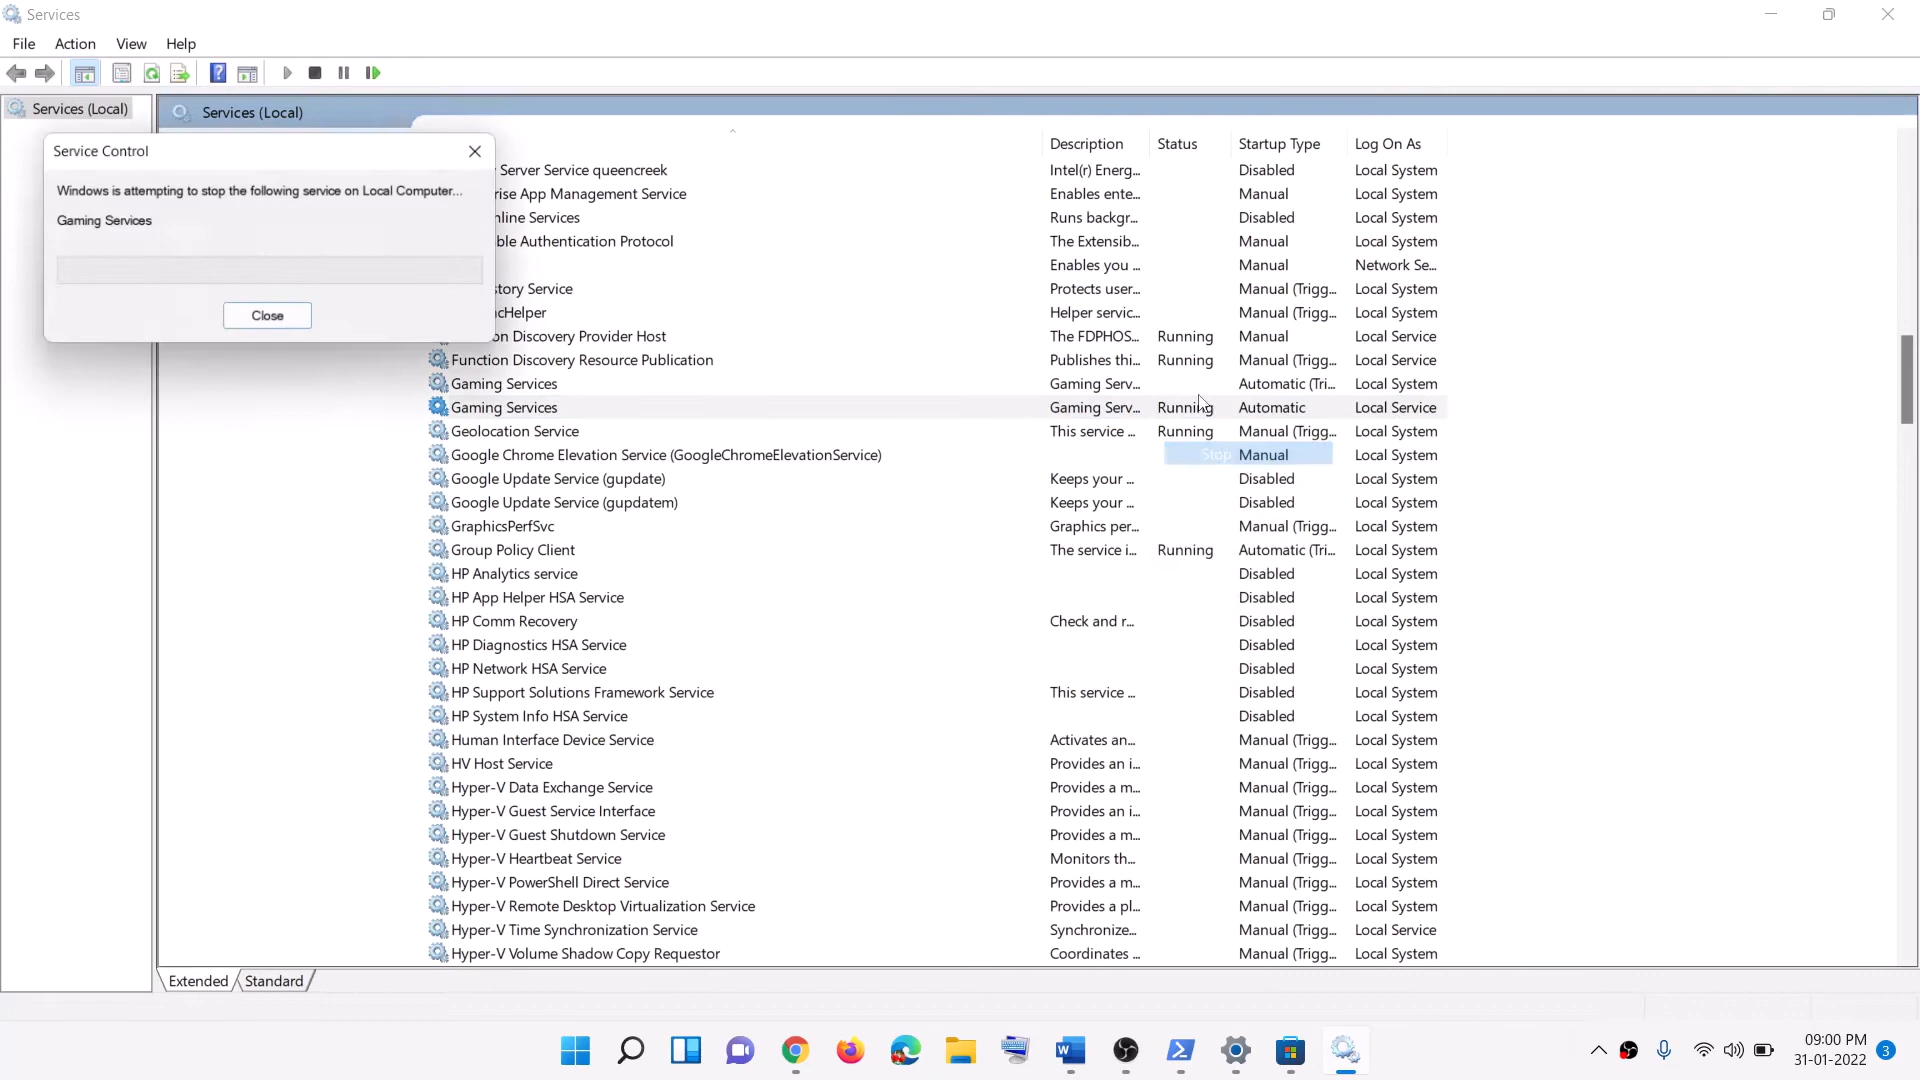 Services
File Action View Help
Services (Local)
Services (Local)
Service Control
Windows is attempting to stop the following service on Local Computer...
Gaming Services
Close
Description Status Startup Type Log On As
Server Service queencreek Intel(r) Energ... Disabled Local System
rise App Management Service Enables ente... Manual Local System
nline Services Runs backgr... Disabled Local System
ble Authentication Protocol The Extensib... Manual Local System
Enables you ... Manual Network Se...
story Service Protects user... Manual (Trigg... Local System
cHelper Helper servic... Manual (Trigg... Local System
on Discovery Provider Host The FDPHOS... Running Manual Local Service
Function Discovery Resource Publication Publishes thi... Running Manual (Trigg... Local Service
Gaming Services Gaming Serv... Automatic (Tri... Local System
Gaming Services Gaming Serv... Running Automatic Local Service
Geolocation Service This service ... Running Manual (Trigg... Local System
Google Chrome Elevation Service (GoogleChromeElevationService) Stop Manual Local System
Google Update Service (gupdate) Keeps your ... Disabled Local System
Google Update Service (gupdatem) Keeps your ... Disabled Local System
GraphicsPerfSvc Graphics per... Manual (Trigg... Local System
Group Policy Client The service i... Running Automatic (Tri... Local System
HP Analytics service Disabled Local System
HP App Helper HSA Service Disabled Local System
HP Comm Recovery Check and r... Disabled Local System
HP Diagnostics HSA Service Disabled Local System
HP Network HSA Service Disabled Local System
HP Support Solutions Framework Service This service ... Disabled Local System
HP System Info HSA Service Disabled Local System
Human Interface Device Service Activates an... Manual (Trigg... Local System
HV Host Service Provides an i... Manual (Trigg... Local System
Hyper-V Data Exchange Service Provides a m... Manual (Trigg... Local System
Hyper-V Guest Service Interface Provides an i... Manual (Trigg... Local System
Hyper-V Guest Shutdown Service Provides a m... Manual (Trigg... Local System
Hyper-V Heartbeat Service Monitors th... Manual (Trigg... Local System
Hyper-V PowerShell Direct Service Provides a m... Manual (Trigg... Local System
Hyper-V Remote Desktop Virtualization Service Provides a pl... Manual (Trigg... Local System
Hyper-V Time Synchronization Service Synchronize... Manual (Trigg... Local Service
Hyper-V Volume Shadow Copy Requestor Coordinates ... Manual (Trigg... Local System
Extended Standard
09:00 PM
31-01-2022 3